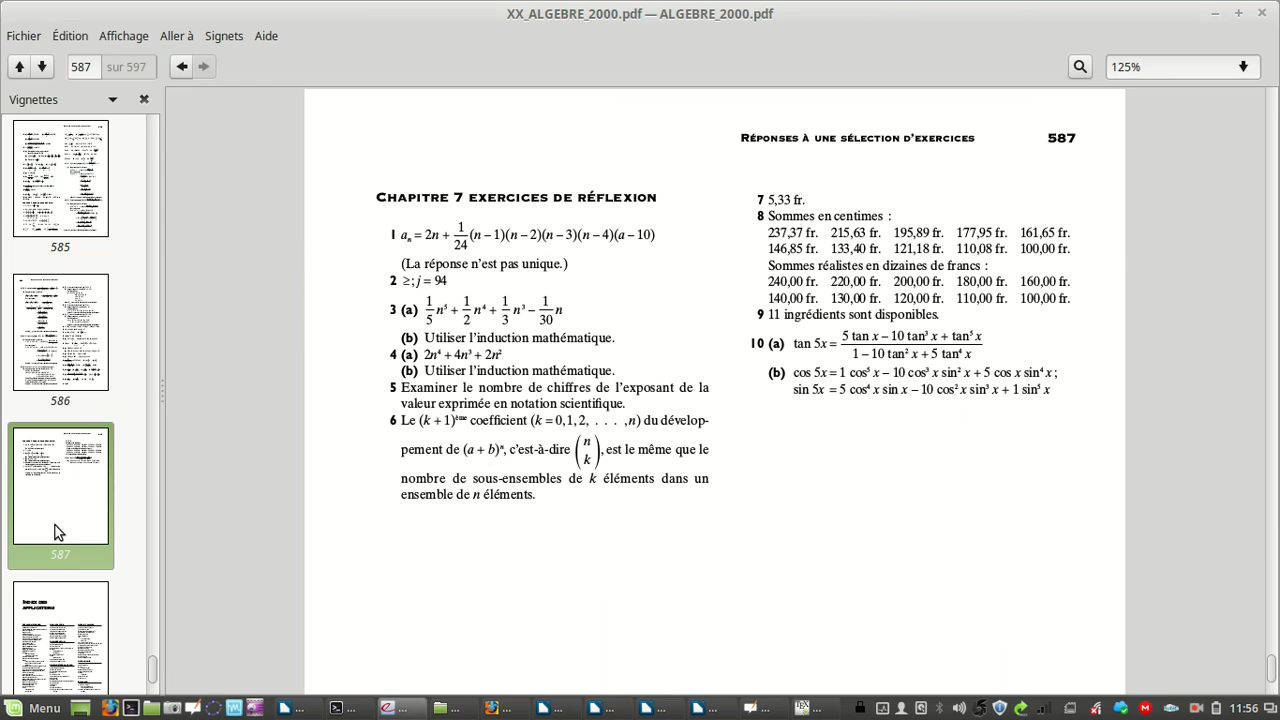 XX_ALGEBRE_2000.pdf — ALGEBRE_2000.pdf
Fichier Édition Affichage Aller à Signets Aide
587 sur 597 125%
Vignettes
585
586
587
INDEX DES
APPLICATIONS
RÉPONSES À UNE SÉLECTION D'EXERCICES 587
CHAPITRE 7 EXERCICES DE RÉFLEXION
1 aₙ = 2n + 1/24 (n – 1)(n – 2)(n – 3)(n – 4)(a – 10)
(La réponse n'est pas unique.)
2 ≥; j = 94
3 (a) 1/5 n⁵ + 1/2 n⁴ + 1/3 n³ – 1/30 n
(b) Utiliser l'induction mathématique.
4 (a) 2n⁴ + 4n³ + 2n²
(b) Utiliser l'induction mathématique.
5 Examiner le nombre de chiffres de l'exposant de la
valeur exprimée en notation scientifique.
6 Le (k + 1)ᵉᵐᵉ coefficient (k = 0, 1, 2, . . . ,n) du dévelop-
pement de (a + b)ⁿ, c'est-à-dire (n k), est le même que le
nombre de sous-ensembles de k éléments dans un
ensemble de n éléments.
7 5,33 fr.
8 Sommes en centimes :
237,37 fr. 215,63 fr. 195,89 fr. 177,95 fr. 161,65 fr.
146,85 fr. 133,40 fr. 121,18 fr. 110,08 fr. 100,00 fr.
Sommes réalistes en dizaines de francs :
240,00 fr. 220,00 fr. 200,00 fr. 180,00 fr. 160,00 fr.
140,00 fr. 130,00 fr. 120,00 fr. 110,00 fr. 100,00 fr.
9 11 ingrédients sont disponibles.
10 (a) tan 5x = (5 tan x – 10 tan³ x + tan⁵ x) / (1 – 10 tan² x + 5 tan⁴ x)
(b) cos 5x = 1 cos⁵ x – 10 cos³ x sin² x + 5 cos x sin⁴ x ;
sin 5x = 5 cos⁴ x sin x – 10 cos² x sin³ x + 1 sin⁵ x
Menu ... ... ... ... ... ... ... ... ... ... ... 11:56